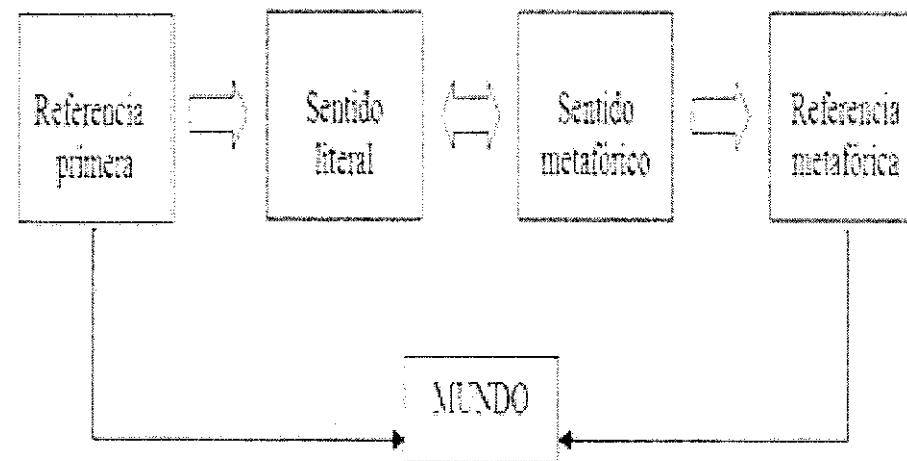 Referencia
primera
Sentido
literal
Sentido
metafórico
Referencia
metafórica
MUNDO